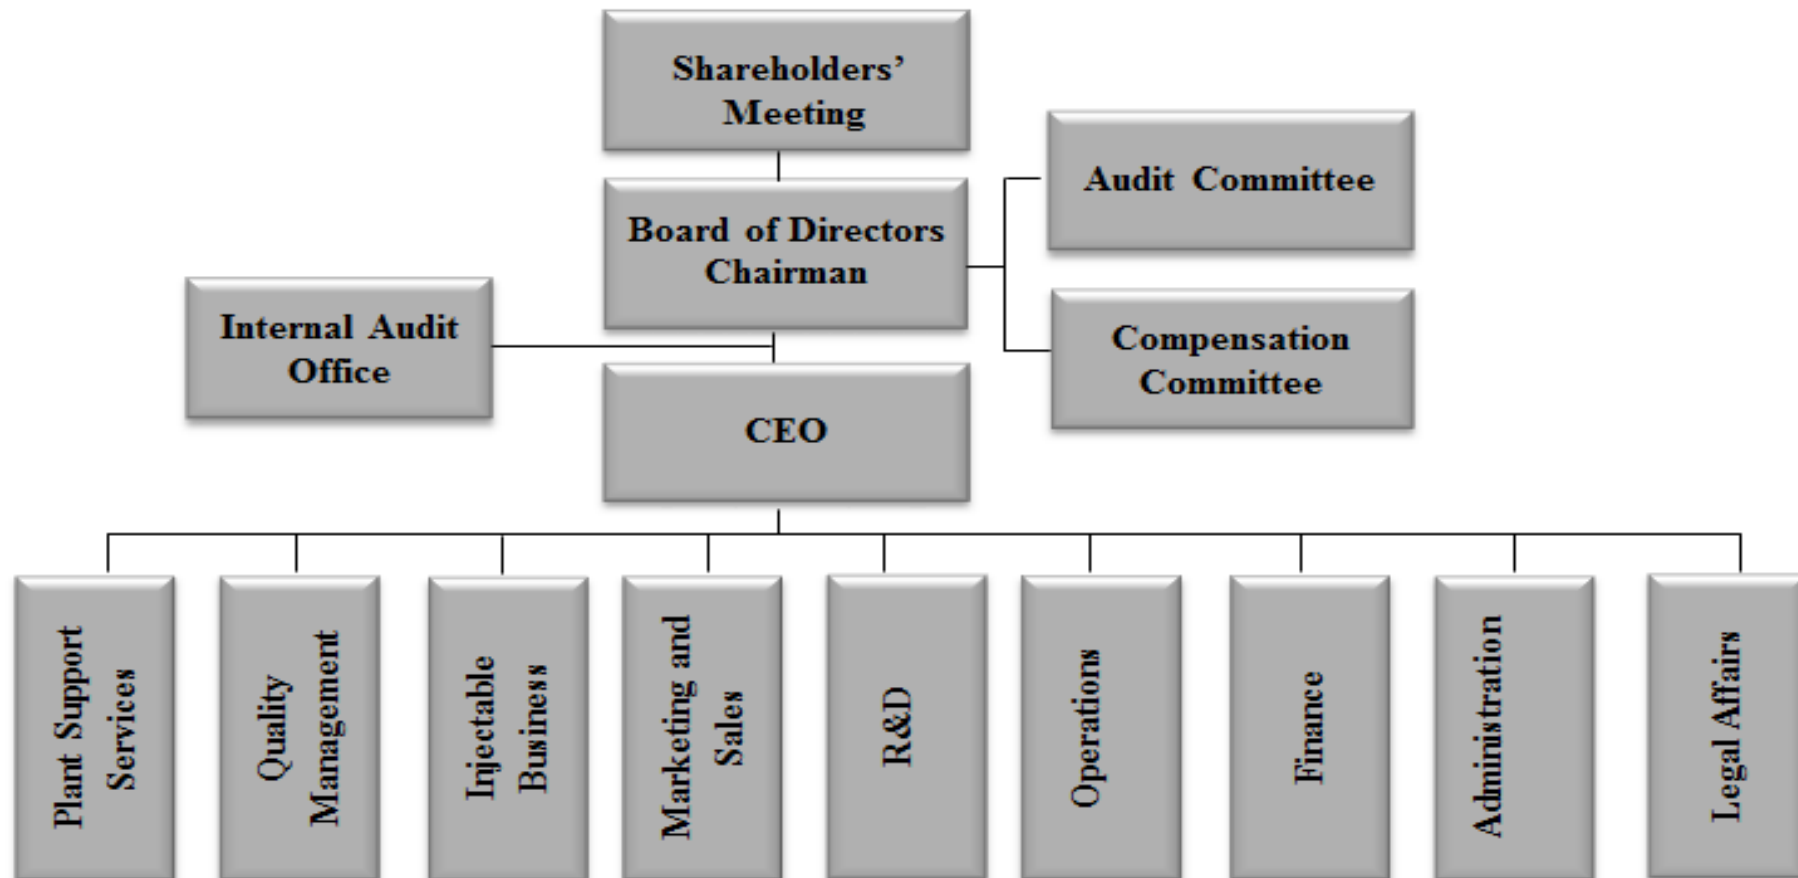 Shareholders’
Meeting
Audit Committee
Board of Directors
Chairman
Internal Audit
Office
Compensation
Committee
CEO
Plant Support
Services
Quality
Management
Injectable
Business
Marketing and
Sales
R&D
Operations
Finance
Administration
Legal Affairs